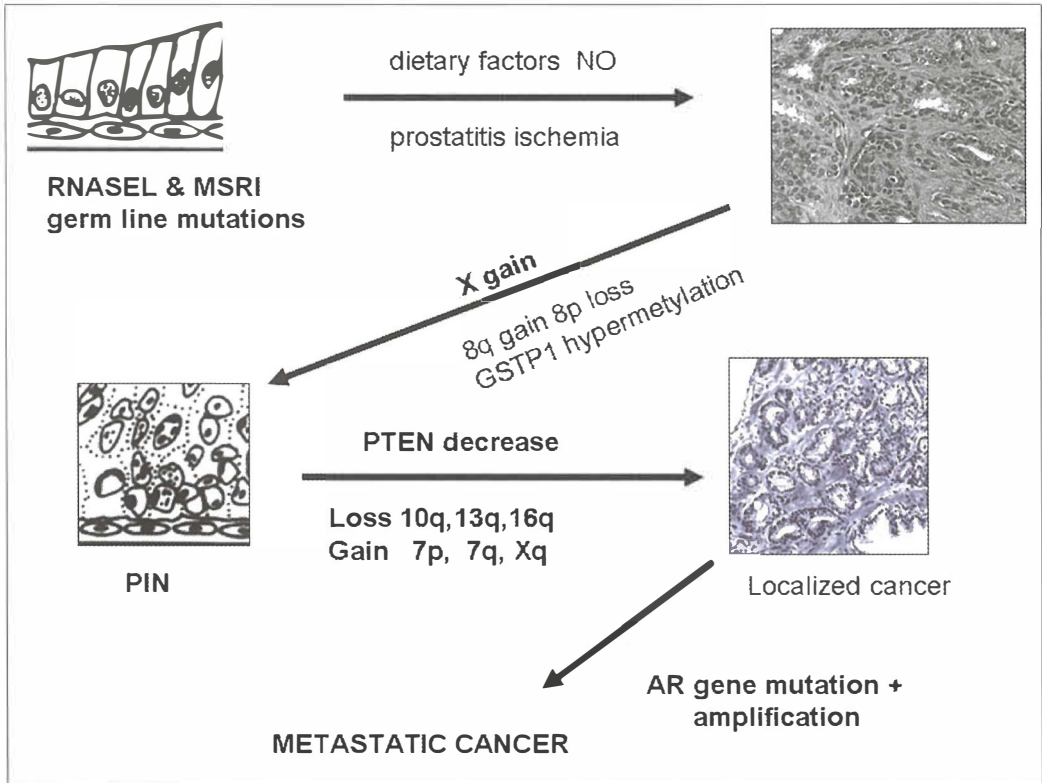 dietary factors NO
prostatitis ischemia
RNASEL & MSRI
germ line mutations
X gain
8q gain 8p loss
GSTP1 hypermetylation
PTEN decrease
Loss 10q,13q,16q
Gain 7p, 7q, Xq
PIN
Localized cancer
AR gene mutation +
amplification
METASTATIC CANCER